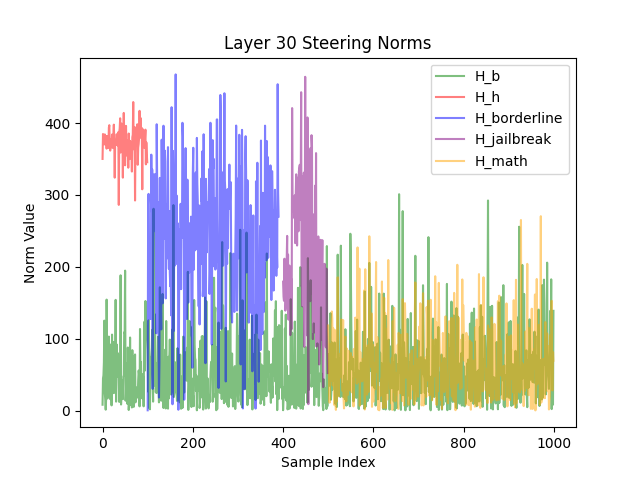 Layer 30 Steering Norms
H_b
H_h
H_borderline
H_jailbreak
H_math
Norm Value
400
300
200
100
0
0 200 400 600 800 1000
Sample Index